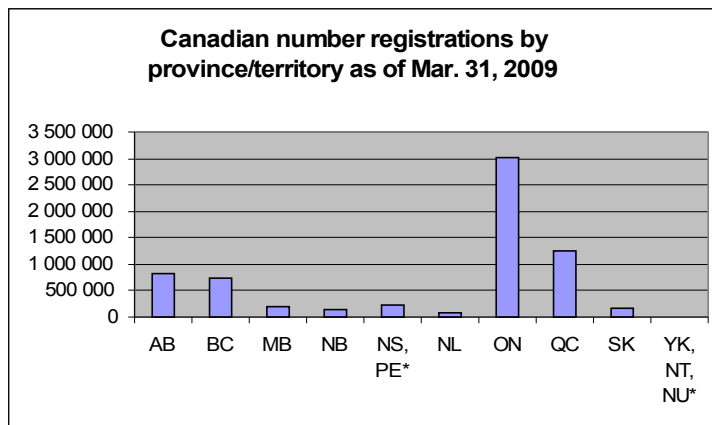 Canadian number registrations by
province/territory as of Mar. 31, 2009
3 500 000
3 000 000
2 500 000
2 000 000
1 500 000
1 000 000
500 000
0
AB BC MB NB NS, PE* NL ON QC SK YK, NT, NU*